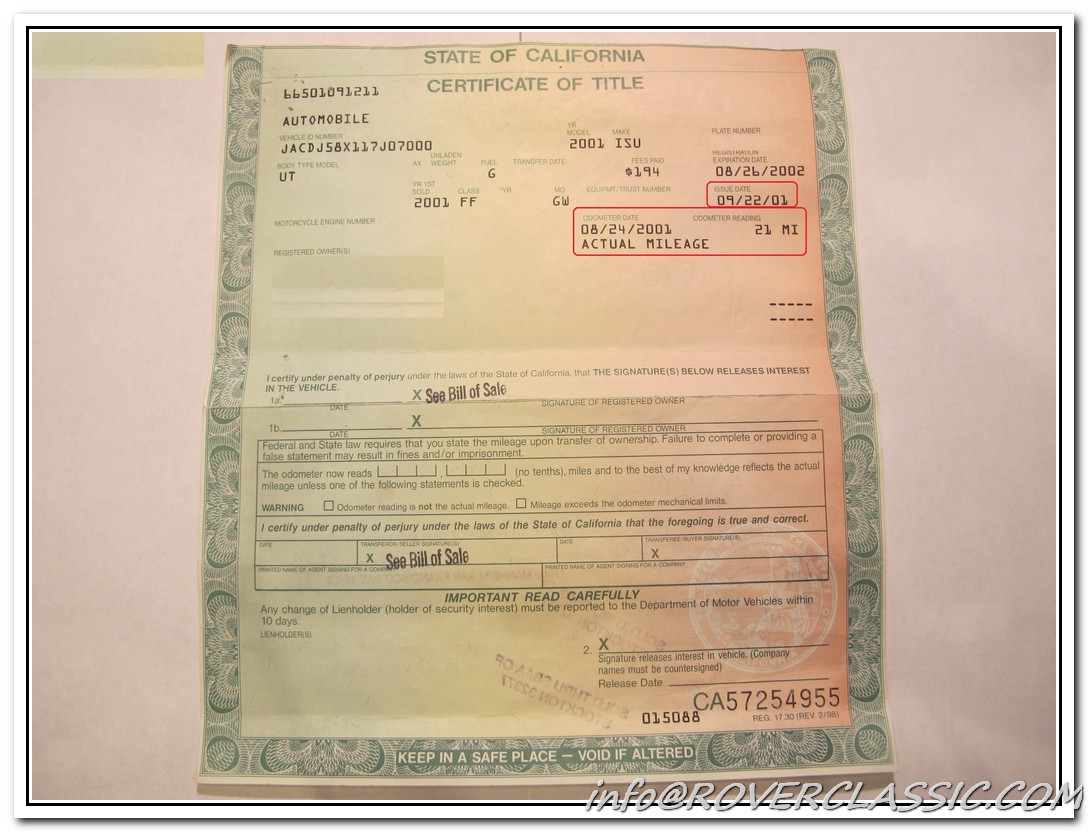 STATE OF CALIFORNIA
CERTIFICATE OF TITLE
66501091211
AUTOMOBILE
VEHICLE ID NUMBER
YR MODEL MAKE PLATE NUMBER
JACDJ58X117J07000 2001 ISU
BODY TYPE MODEL AX UNLADEN WEIGHT FUEL TRANSFER DATE FEES PAID REGISTRATION EXPIRATION DATE
UT G $194 08/26/2002
YR 1ST SOLD CLASS *YR MO EQUIPMT/TRUST NUMBER ISSUE DATE
2001 FF GW 09/22/01
MOTORCYCLE ENGINE NUMBER ODOMETER DATE ODOMETER READING
08/24/2001 21 MI
ACTUAL MILEAGE
REGISTERED OWNER(S)
-----
-----
I certify under penalty of perjury under the laws of the State of California, that THE SIGNATURE(S) BELOW RELEASES INTEREST
IN THE VEHICLE.
1a. X See Bill of Sale
DATE SIGNATURE OF REGISTERED OWNER
1b. X
DATE SIGNATURE OF REGISTERED OWNER
Federal and State law requires that you state the mileage upon transfer of ownership. Failure to complete or providing a
false statement may result in fines and/or imprisonment.
The odometer now reads (no tenths), miles and to the best of my knowledge reflects the actual
mileage unless one of the following statements is checked.
WARNING Odometer reading is not the actual mileage. Mileage exceeds the odometer mechanical limits.
I certify under penalty of perjury under the laws of the State of California that the foregoing is true and correct.
DATE TRANSFEROR/SELLER SIGNATURE(S) DATE TRANSFEREE/BUYER SIGNATURE(S)
X See Bill of Sale X
PRINTED NAME OF AGENT SIGNING FOR A COMPANY PRINTED NAME OF AGENT SIGNING FOR A COMPANY
IMPORTANT READ CAREFULLY
Any change of Lienholder (holder of security interest) must be reported to the Department of Motor Vehicles within
10 days.
LIENHOLDER(S)
2. X
Signature releases interest in vehicle. (Company
names must be countersigned)
Release Date
CA57254955
015088 REG. 17.30 (REV. 2/98)
KEEP IN A SAFE PLACE — VOID IF ALTERED
info@ROVERCLASSIC.COM